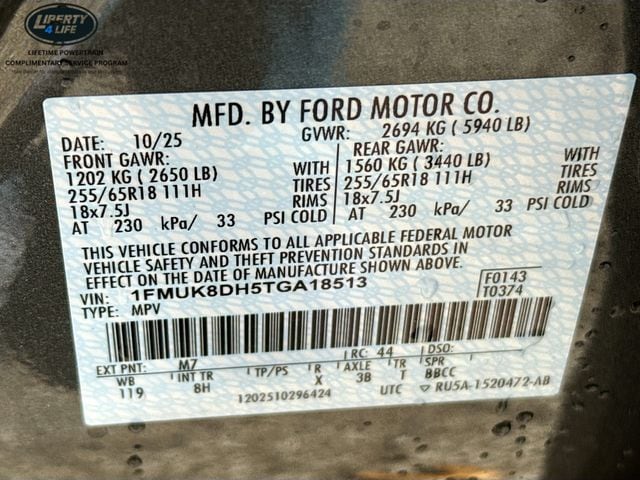 LIBERTY
4 LIFE
LIFETIME POWERTRAIN
COMPLIMENTARY SERVICE PROGRAM
MFD. BY FORD MOTOR CO.
DATE: 10/25 GVWR: 2694 KG ( 5940 LB)
FRONT GAWR: REAR GAWR:
1202 KG ( 2650 LB) WITH 1560 KG ( 3440 LB) WITH
255/65R18 111H TIRES 255/65R18 111H TIRES
18x7.5J RIMS 18x7.5J RIMS
AT 230 kPa/ 33 PSI COLD AT 230 kPa/ 33 PSI COLD
THIS VEHICLE CONFORMS TO ALL APPLICABLE FEDERAL MOTOR
VEHICLE SAFETY AND THEFT PREVENTION STANDARDS IN
EFFECT ON THE DATE OF MANUFACTURE SHOWN ABOVE.
VIN: 1FMUK8DH5TGA18513 F0143
TYPE: MPV T0374
EXT PNT: M7 RC: 44 DSO:
WB INT TR TP/PS R AXLE TR SPR
119 8H X 3B T BBCC
1202510296424 UTC ▽ RU5A-1520472-AB